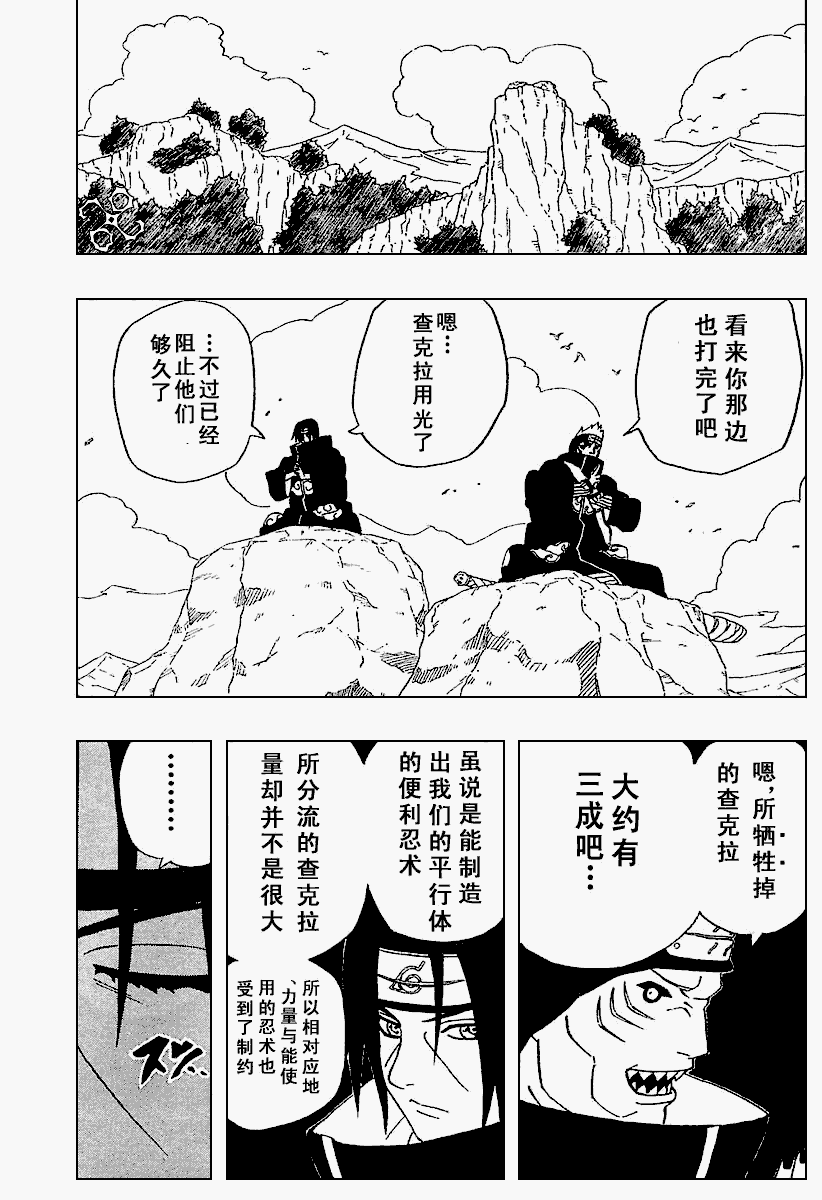 看来你那边
也打完了吧
嗯…
查克拉用光了
…不过已经
阻止他们
够久了
嗯，所牺牲掉
的查克拉
大约有
三成吧…
虽说是能制造
出我们的平行体
的便利忍术
所分流的查克拉
量却并不是很大
所以相对应地
、力量与能使
用的忍术也
受到了制约
………